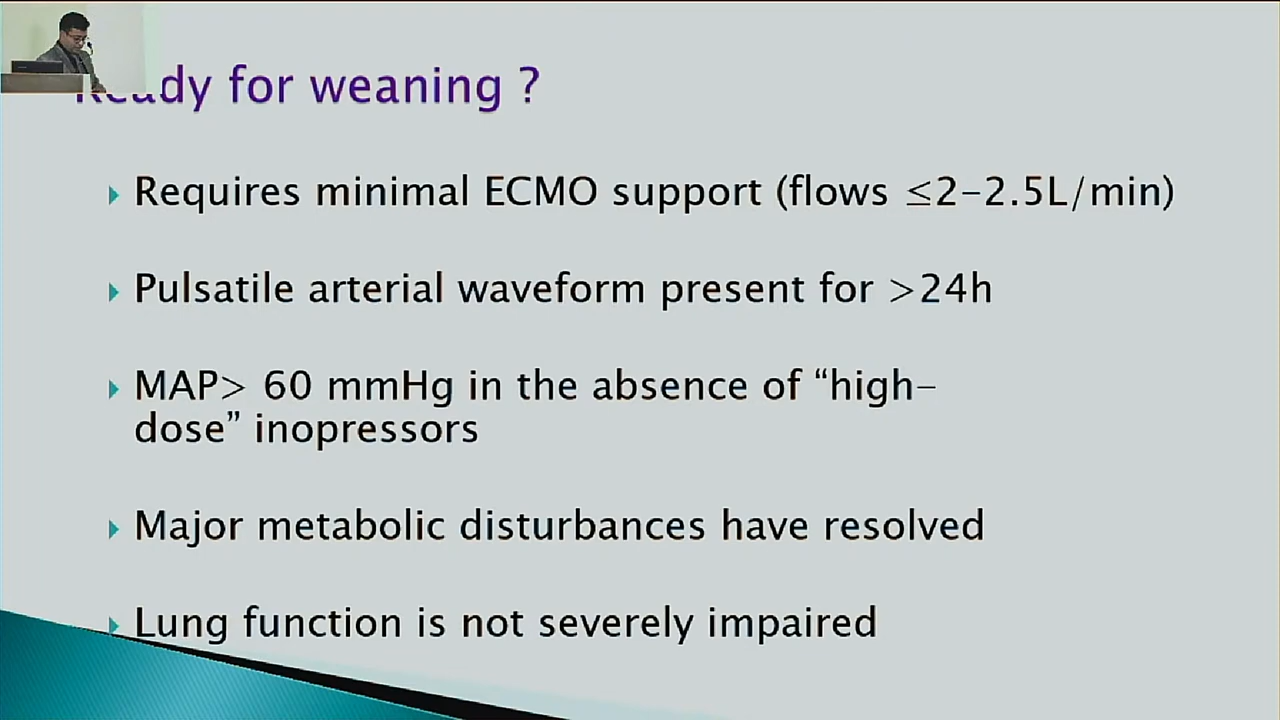 Ready for weaning ?
Requires minimal ECMO support (flows ≤2-2.5L/min)
Pulsatile arterial waveform present for >24h
MAP> 60 mmHg in the absence of “high-
dose” inopressors
Major metabolic disturbances have resolved
Lung function is not severely impaired